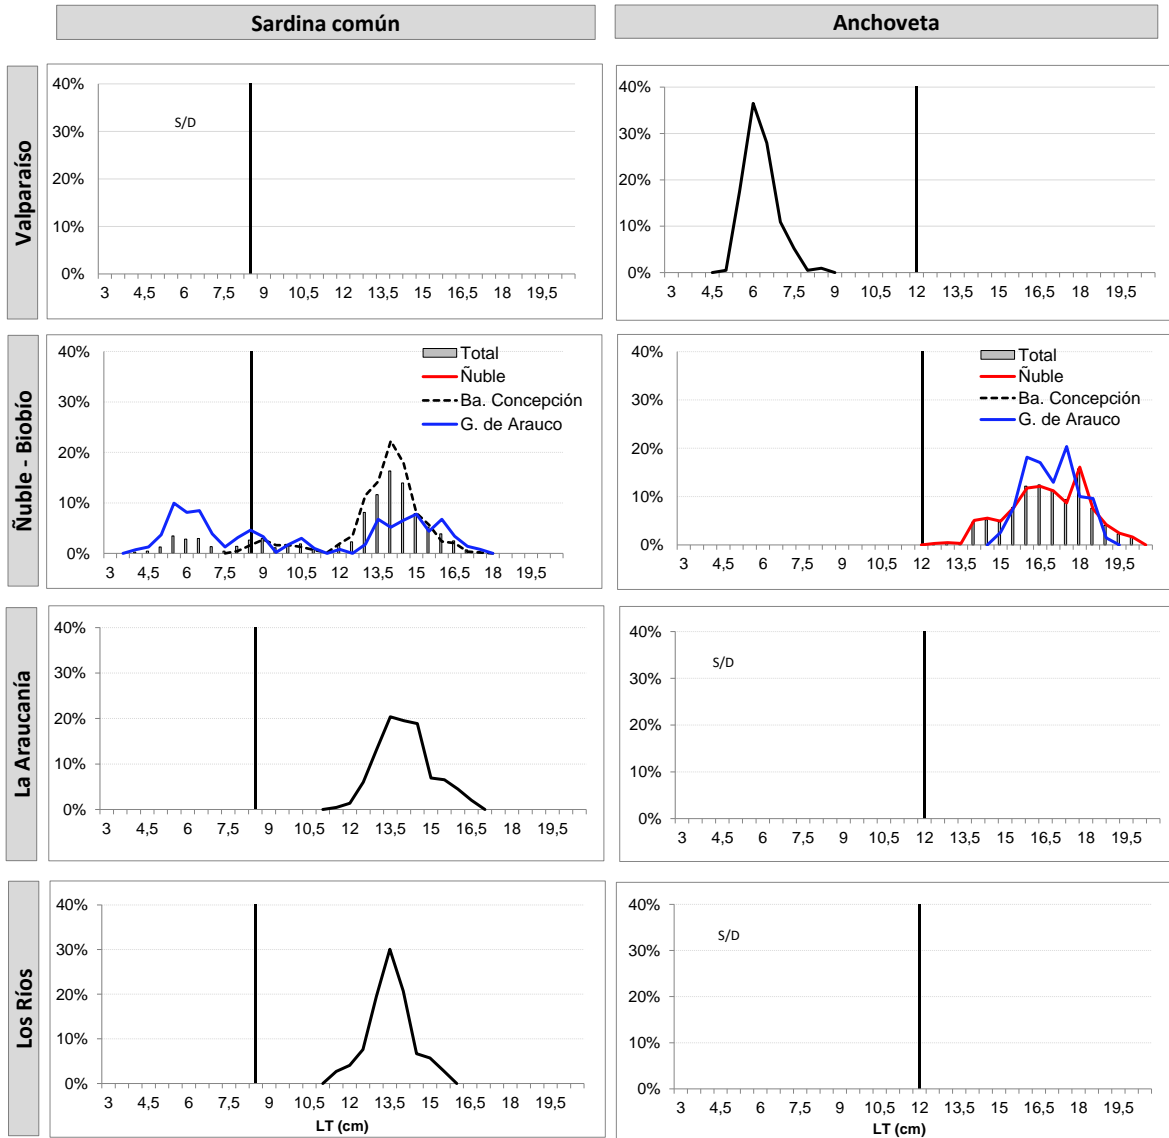 Sardina común
Anchoveta
Valparaíso
40%
30%
20%
10%
0%
S/D
3 4,5 6 7,5 9 10,5 12 13,5 15 16,5 18 19,5
40%
30%
20%
10%
0%
3 4,5 6 7,5 9 10,5 12 13,5 15 16,5 18 19,5
Ñuble - Biobío
40%
30%
20%
10%
0%
Total
Ñuble
Ba. Concepción
G. de Arauco
3 4,5 6 7,5 9 10,5 12 13,5 15 16,5 18 19,5
40%
30%
20%
10%
0%
Total
Ñuble
Ba. Concepción
G. de Arauco
3 4,5 6 7,5 9 10,5 12 13,5 15 16,5 18 19,5
La Araucanía
40%
30%
20%
10%
0%
3 4,5 6 7,5 9 10,5 12 13,5 15 16,5 18 19,5
40%
30%
20%
10%
0%
S/D
3 4,5 6 7,5 9 10,5 12 13,5 15 16,5 18 19,5
Los Ríos
40%
30%
20%
10%
0%
3 4,5 6 7,5 9 10,5 12 13,5 15 16,5 18 19,5
LT (cm)
40%
30%
20%
10%
0%
S/D
3 4,5 6 7,5 9 10,5 12 13,5 15 16,5 18 19,5
LT (cm)